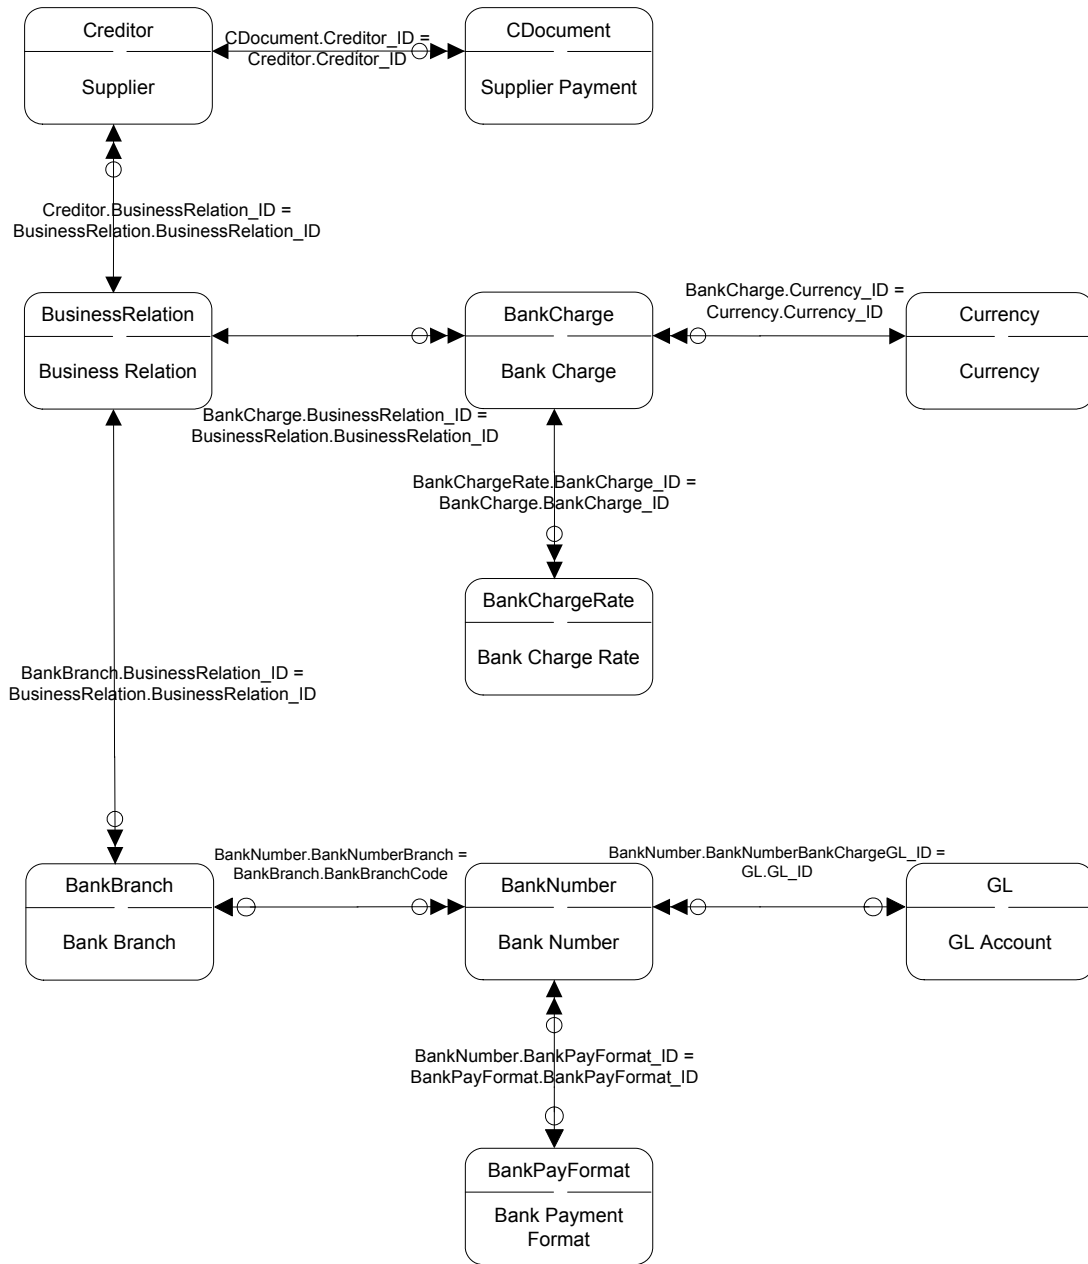 Creditor
Supplier
CDocument.Creditor_ID =
Creditor.Creditor_ID
CDocument
Supplier Payment
Creditor.BusinessRelation_ID =
BusinessRelation.BusinessRelation_ID
BusinessRelation
Business Relation
BankCharge
Bank Charge
BankCharge.Currency_ID =
Currency.Currency_ID
Currency
Currency
BankCharge.BusinessRelation_ID =
BusinessRelation.BusinessRelation_ID
BankChargeRate.BankCharge_ID =
BankCharge.BankCharge_ID
BankChargeRate
Bank Charge Rate
BankBranch.BusinessRelation_ID =
BusinessRelation.BusinessRelation_ID
BankBranch
Bank Branch
BankNumber.BankNumberBranch =
BankBranch.BankBranchCode
BankNumber
Bank Number
BankNumber.BankNumberBankChargeGL_ID =
GL.GL_ID
GL
GL Account
BankNumber.BankPayFormat_ID =
BankPayFormat.BankPayFormat_ID
BankPayFormat
Bank Payment
Format